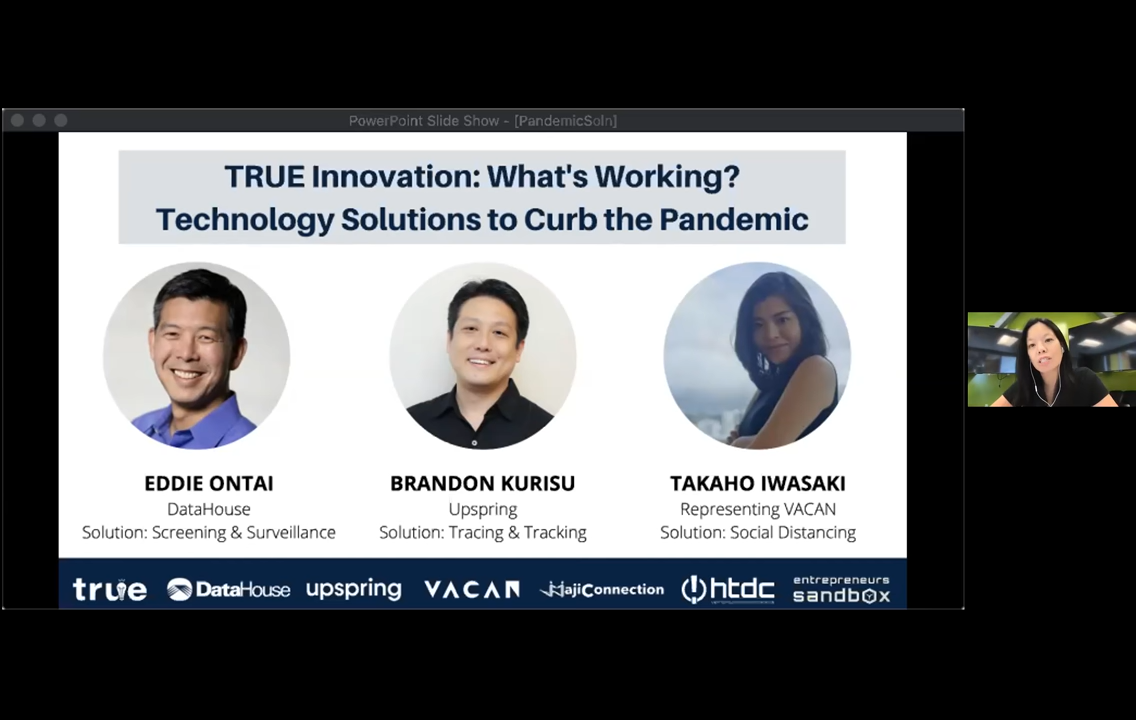 PowerPoint Slide Show - [PandemicSoln]
TRUE Innovation: What's Working?
Technology Solutions to Curb the Pandemic
EDDIE ONTAI
DataHouse
Solution: Screening & Surveillance
BRANDON KURISU
Upspring
Solution: Tracing & Tracking
TAKAHO IWASAKI
Representing VACAN
Solution: Social Distancing
true
DataHouse
upspring
VACAN
HajiConnection
htdc
entrepreneurs
sandbox